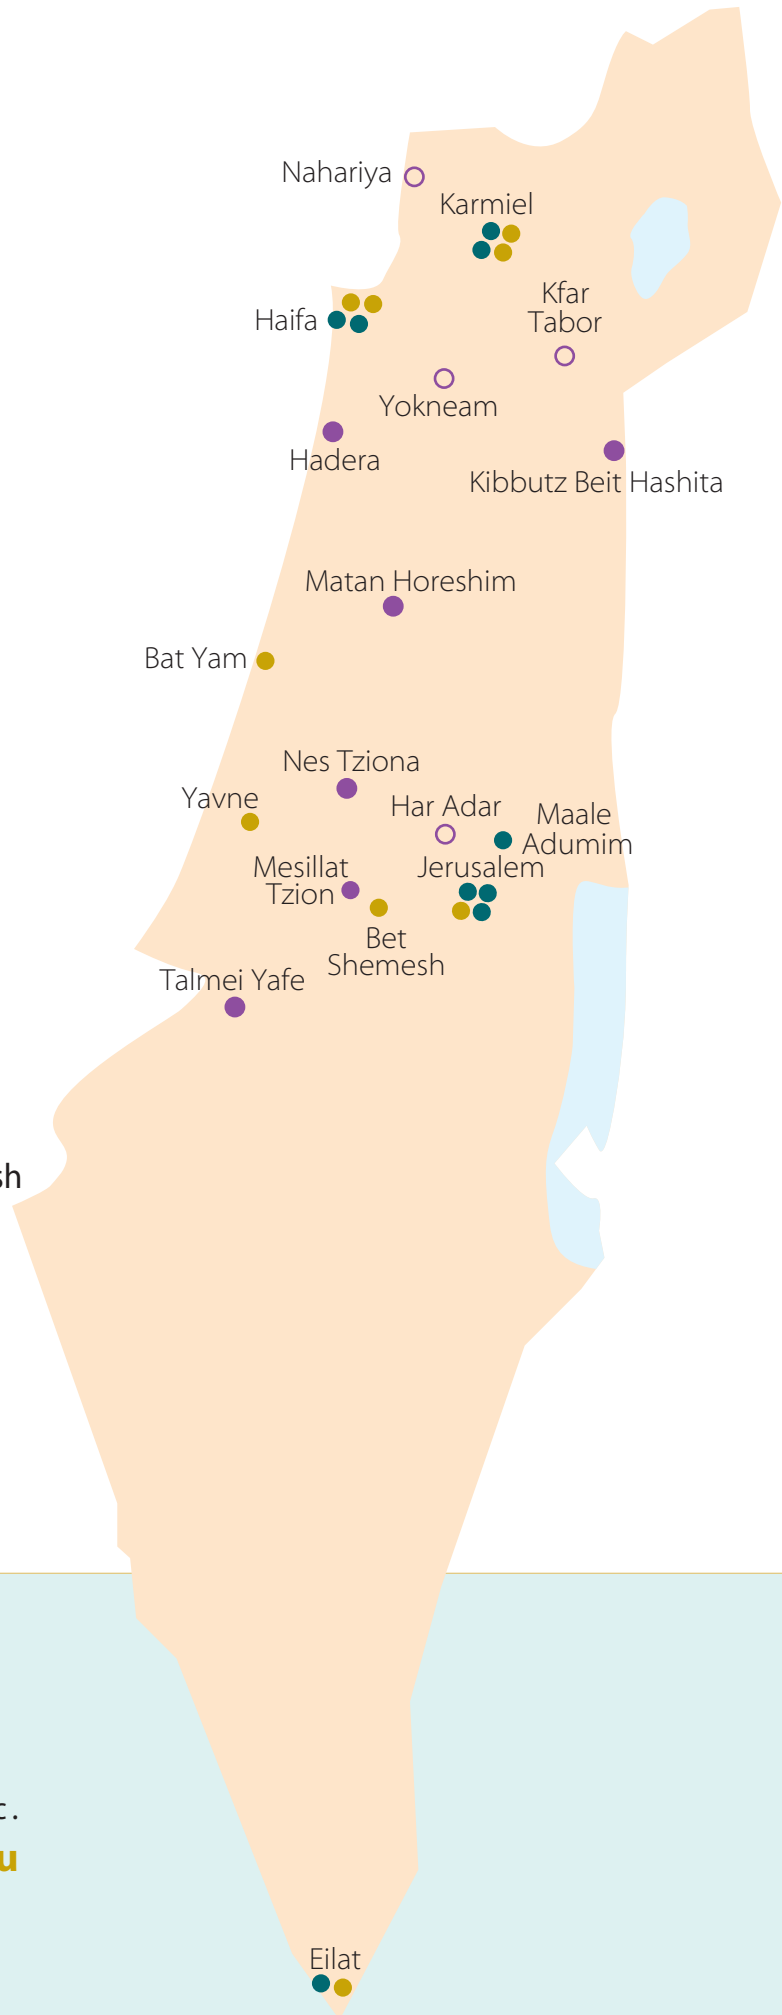 Nahariya
Karmiel
Kfar
Tabor
Haifa
Yokneam
Hadera
Kibbutz Beit Hashita
Matan Horeshim
Bat Yam
Nes Tziona
Yavne
Har Adar
Maale
Adumim
Mesillat
Tzion
Jerusalem
Bet
Shemesh
Talmei Yafe
sh
c.
u
Eilat